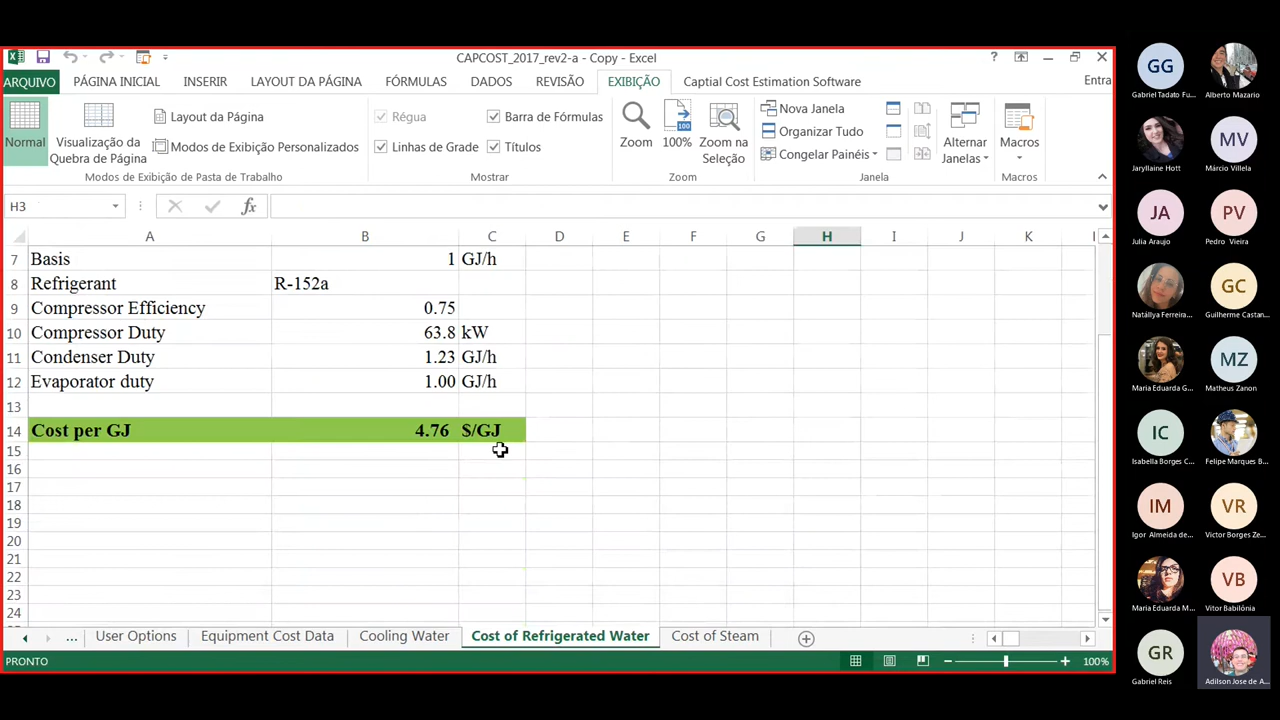 CAPCOST_2017_rev2-a - Copy - Excel
ARQUIVO PÁGINA INICIAL INSERIR LAYOUT DA PÁGINA FÓRMULAS DADOS REVISÃO EXIBIÇÃO Captial Cost Estimation Software Entra
Normal
Visualização da Quebra de Página
Layout da Página
Modos de Exibição Personalizados
Modos de Exibição de Pasta de Trabalho
Régua
Barra de Fórmulas
Linhas de Grade
Títulos
Mostrar
Zoom
100%
Zoom na Seleção
Zoom
Nova Janela
Organizar Tudo
Congelar Painéis
Alternar Janelas
Janela
Macros
Macros
H3 fx
A B C D E F G H I J K
7 Basis 1 GJ/h
8 Refrigerant R-152a
9 Compressor Efficiency 0.75
10 Compressor Duty 63.8 kW
11 Condenser Duty 1.23 GJ/h
12 Evaporator duty 1.00 GJ/h
13
14 Cost per GJ 4.76 $/GJ
15
16
17
18
19
20
21
22
23
24
... User Options Equipment Cost Data Cooling Water Cost of Refrigerated Water Cost of Steam
PRONTO 100%
GG
Gabriel Tadato Fu...
Alberto Mazario
Jaryllaine Hott
MV
Márcio Villela
JA
Julia Araujo
PV
Pedro Vieira
Natállya Ferreira...
GC
Guilherme Castan...
Maria Eduarda G...
MZ
Matheus Zanon
IC
Isabella Borges C...
Felipe Marques B...
IM
Igor Almeida de...
VR
Victor Borges Ze...
Maria Eduarda M...
VB
Vitor Babilónia
GR
Gabriel Reis
Adilson Jose de A...